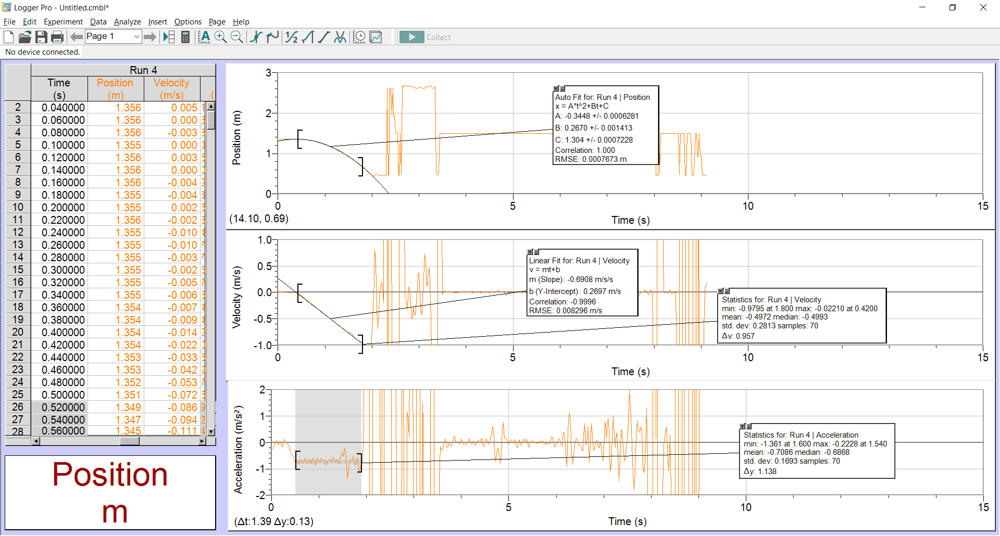 Logger Pro - Untitled.cmbl*
File Edit Experiment Data Analyze Insert Options Page Help
Page 1
Collect
No device connected.
Run 4
Time Position Velocity
(s) (m) (m/s) (
2 0.040000 1.356 0.005
3 0.060000 1.356 0.000
4 0.080000 1.356 -0.003
5 0.100000 1.355 0.000
6 0.120000 1.356 0.003
7 0.140000 1.356 0.000
8 0.160000 1.356 -0.004
9 0.180000 1.355 -0.004
10 0.200000 1.355 0.002
11 0.220000 1.356 -0.002
12 0.240000 1.355 -0.010
13 0.260000 1.355 -0.010
14 0.280000 1.355 -0.003
15 0.300000 1.355 -0.002
16 0.320000 1.355 -0.005
17 0.340000 1.355 -0.006
18 0.360000 1.354 -0.007
19 0.380000 1.354 -0.009
20 0.400000 1.354 -0.014
21 0.420000 1.354 -0.022
22 0.440000 1.353 -0.033
23 0.460000 1.353 -0.042
24 0.480000 1.352 -0.053
25 0.500000 1.351 -0.072
26 0.520000 1.349 -0.086
27 0.540000 1.347 -0.094
28 0.560000 1.345 -0.111
Position
m
Position (m)
3
2
1
0
0 5 10 15
Time (s)
(14.10, 0.69)
Auto Fit for: Run 4 | Position
x = A*t^2+Bt+C
A: -0.3448 +/- 0.0006281
B: 0.2670 +/- 0.001413
C: 1.304 +/- 0.0007228
Correlation: 1.000
RMSE: 0.0007673 m
Velocity (m/s)
1.0
0.5
0.0
-0.5
-1.0
0 5 10 15
Time (s)
Linear Fit for: Run 4 | Velocity
v = mt+b
m (Slope): -0.6908 m/s/s
b (Y-Intercept): 0.2697 m/s
Correlation: -0.9996
RMSE: 0.008296 m/s
Statistics for: Run 4 | Velocity
min: -0.9795 at 1.800 max: -0.02210 at 0.4200
mean: -0.4972 median: -0.4993
std. dev: 0.2813 samples: 70
Δv: 0.957
Acceleration (m/s²)
2
1
0
-1
-2
0 5 10 15
Time (s)
(Δt:1.39 Δy:0.13)
Statistics for: Run 4 | Acceleration
min: -1.361 at 1.600 max: -0.2228 at 1.540
mean: -0.7086 median: -0.6868
std. dev: 0.1693 samples: 70
Δy: 1.138